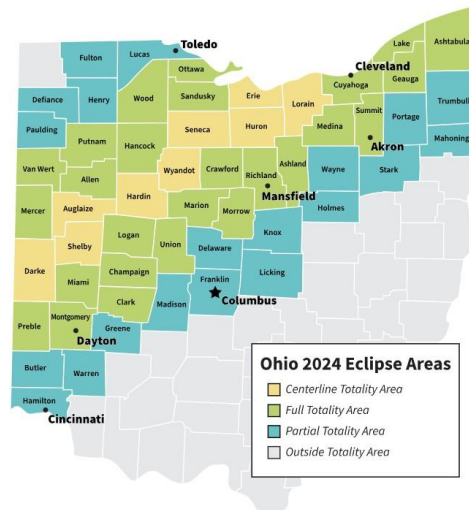 Lake
Ashtabula
Toledo
Fulton
Lucas
Ottawa
Cleveland
Geauga
Cuyahoga
Defiance
Henry
Wood
Sandusky
Erie
Lorain
Trumbull
Summit
Portage
Paulding
Seneca
Huron
Medina
Putnam
Hancock
Akron
Mahoning
Van Wert
Wyandot
Crawford
Ashland
Wayne
Stark
Allen
Richland
Mansfield
Hardin
Mercer
Auglaize
Marion
Morrow
Holmes
Logan
Union
Knox
Shelby
Delaware
Darke
Champaign
Licking
Miami
Franklin
Columbus
Clark
Madison
Preble
Montgomery
Greene
Dayton
Butler
Warren
Hamilton
Cincinnati
Ohio 2024 Eclipse Areas
Centerline Totality Area
Full Totality Area
Partial Totality Area
Outside Totality Area